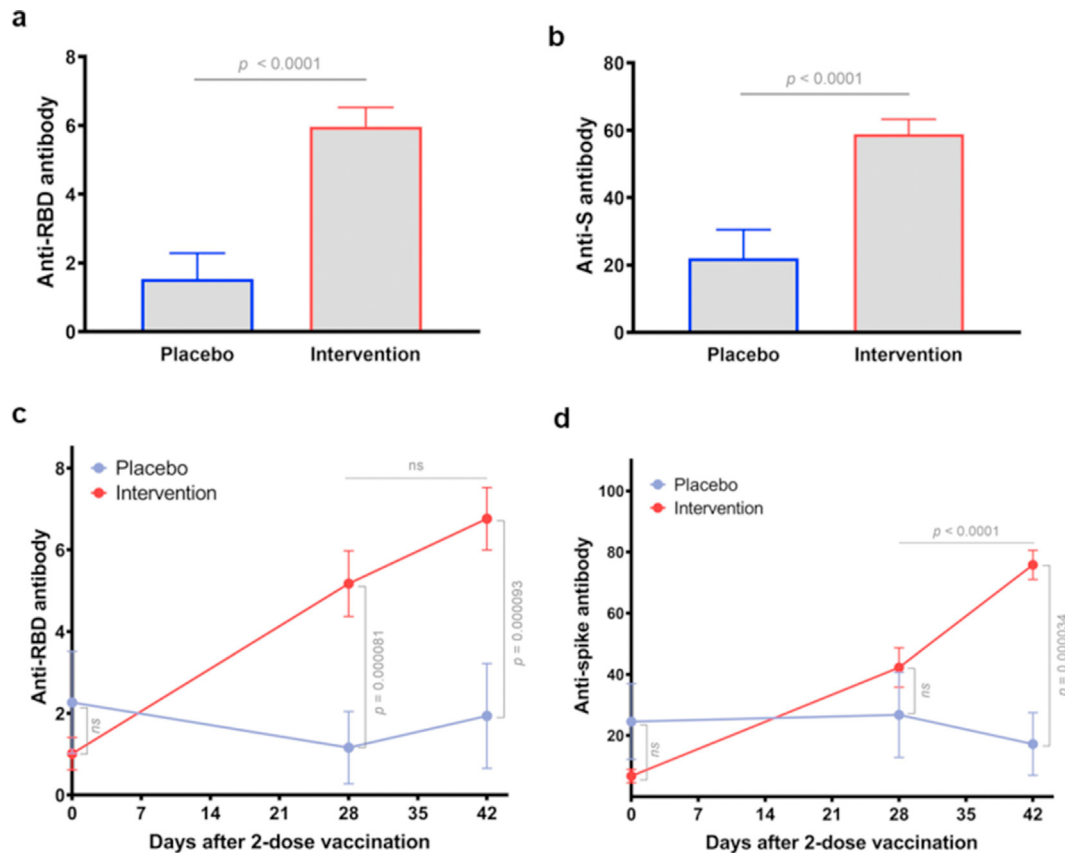 a
p < 0.0001
Anti-RBD antibody
8
6
4
2
0
Placebo Intervention
b
p < 0.0001
Anti-S antibody
80
60
40
20
0
Placebo Intervention
c
Placebo
Intervention
ns
Anti-RBD antibody
8
6
4
2
0
ns
p = 0.000081
p = 0.000093
0 7 14 21 28 35 42
Days after 2-dose vaccination
d
Placebo
Intervention
p < 0.0001
Anti-spike antibody
100
80
60
40
20
ns
ns
p = 0.000034
0 7 14 21 28 35 42
Days after 2-dose vaccination